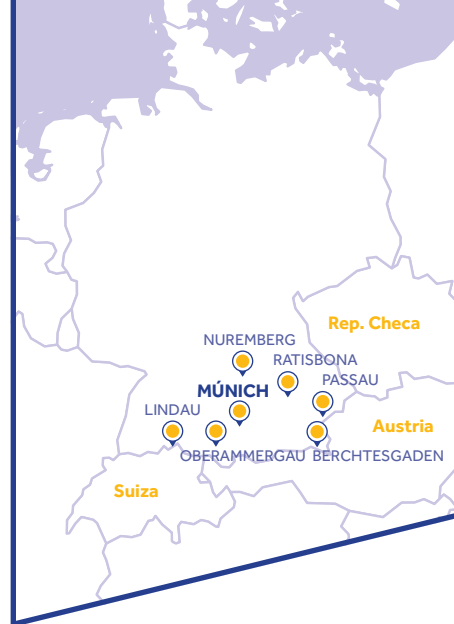 Rep. Checa
NUREMBERG
RATISBONA
PASSAU
MÚNICH
LINDAU
Austria
OBERAMMERGAU
BERCHTESGADEN
Suiza